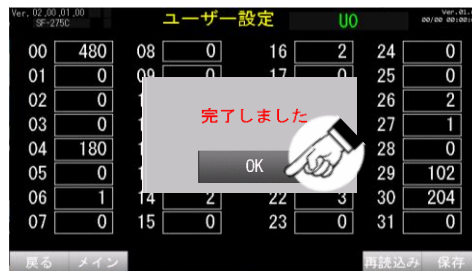 Ver. 02,00,01,00
SF-275C
ユーザー設定
U0
Ver.01.
00/00 00:00:
00 480 08 0 16 2 24 0
01 0 09 0 17 0 25 0
02 0 26 2
03 0 27 1
04 180 28 0
05 0 29 102
06 1 14 2 22 3 30 204
07 0 15 0 23 0 31 0
完了しました
OK
戻る メイン 再読込み 保存